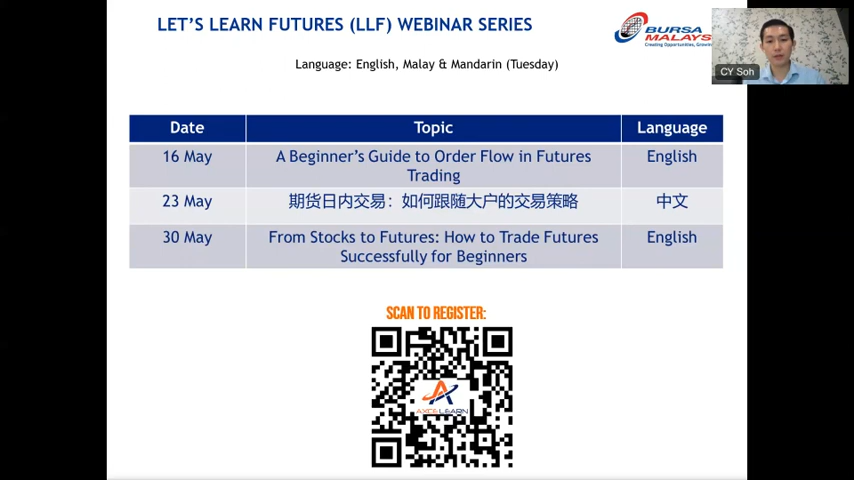 LET'S LEARN FUTURES (LLF) WEBINAR SERIES
BURSA
MALAYS
Creating Opportunities, Growin
CY Soh
Language: English, Malay & Mandarin (Tuesday)
Date Topic Language
16 May A Beginner's Guide to Order Flow in Futures English
Trading
23 May 期货日内交易：如何跟随大户的交易策略 中文
30 May From Stocks to Futures: How to Trade Futures English
Successfully for Beginners
SCAN TO REGISTER:
AXCELEARN